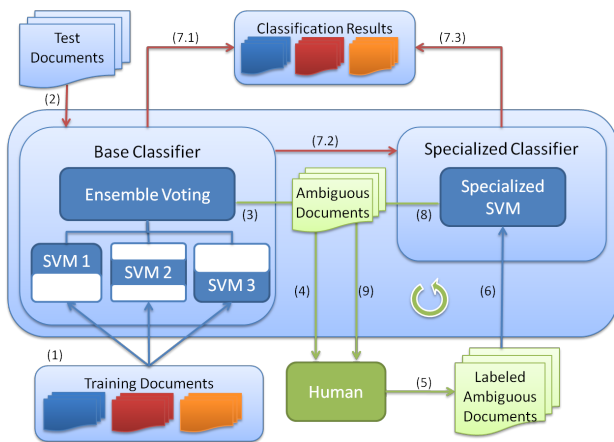 Test
Documents
(7.1)
Classification Results
(7.3)
(2)
Base Classifier
(7.2)
Specialized Classifier
Ensemble Voting
(3)
Ambiguous
Documents
(8)
Specialized
SVM
SVM 1
SVM 2
SVM 3
(4)
(9)
(6)
(1)
Training Documents
Human
(5)
Labeled
Ambiguous
Documents